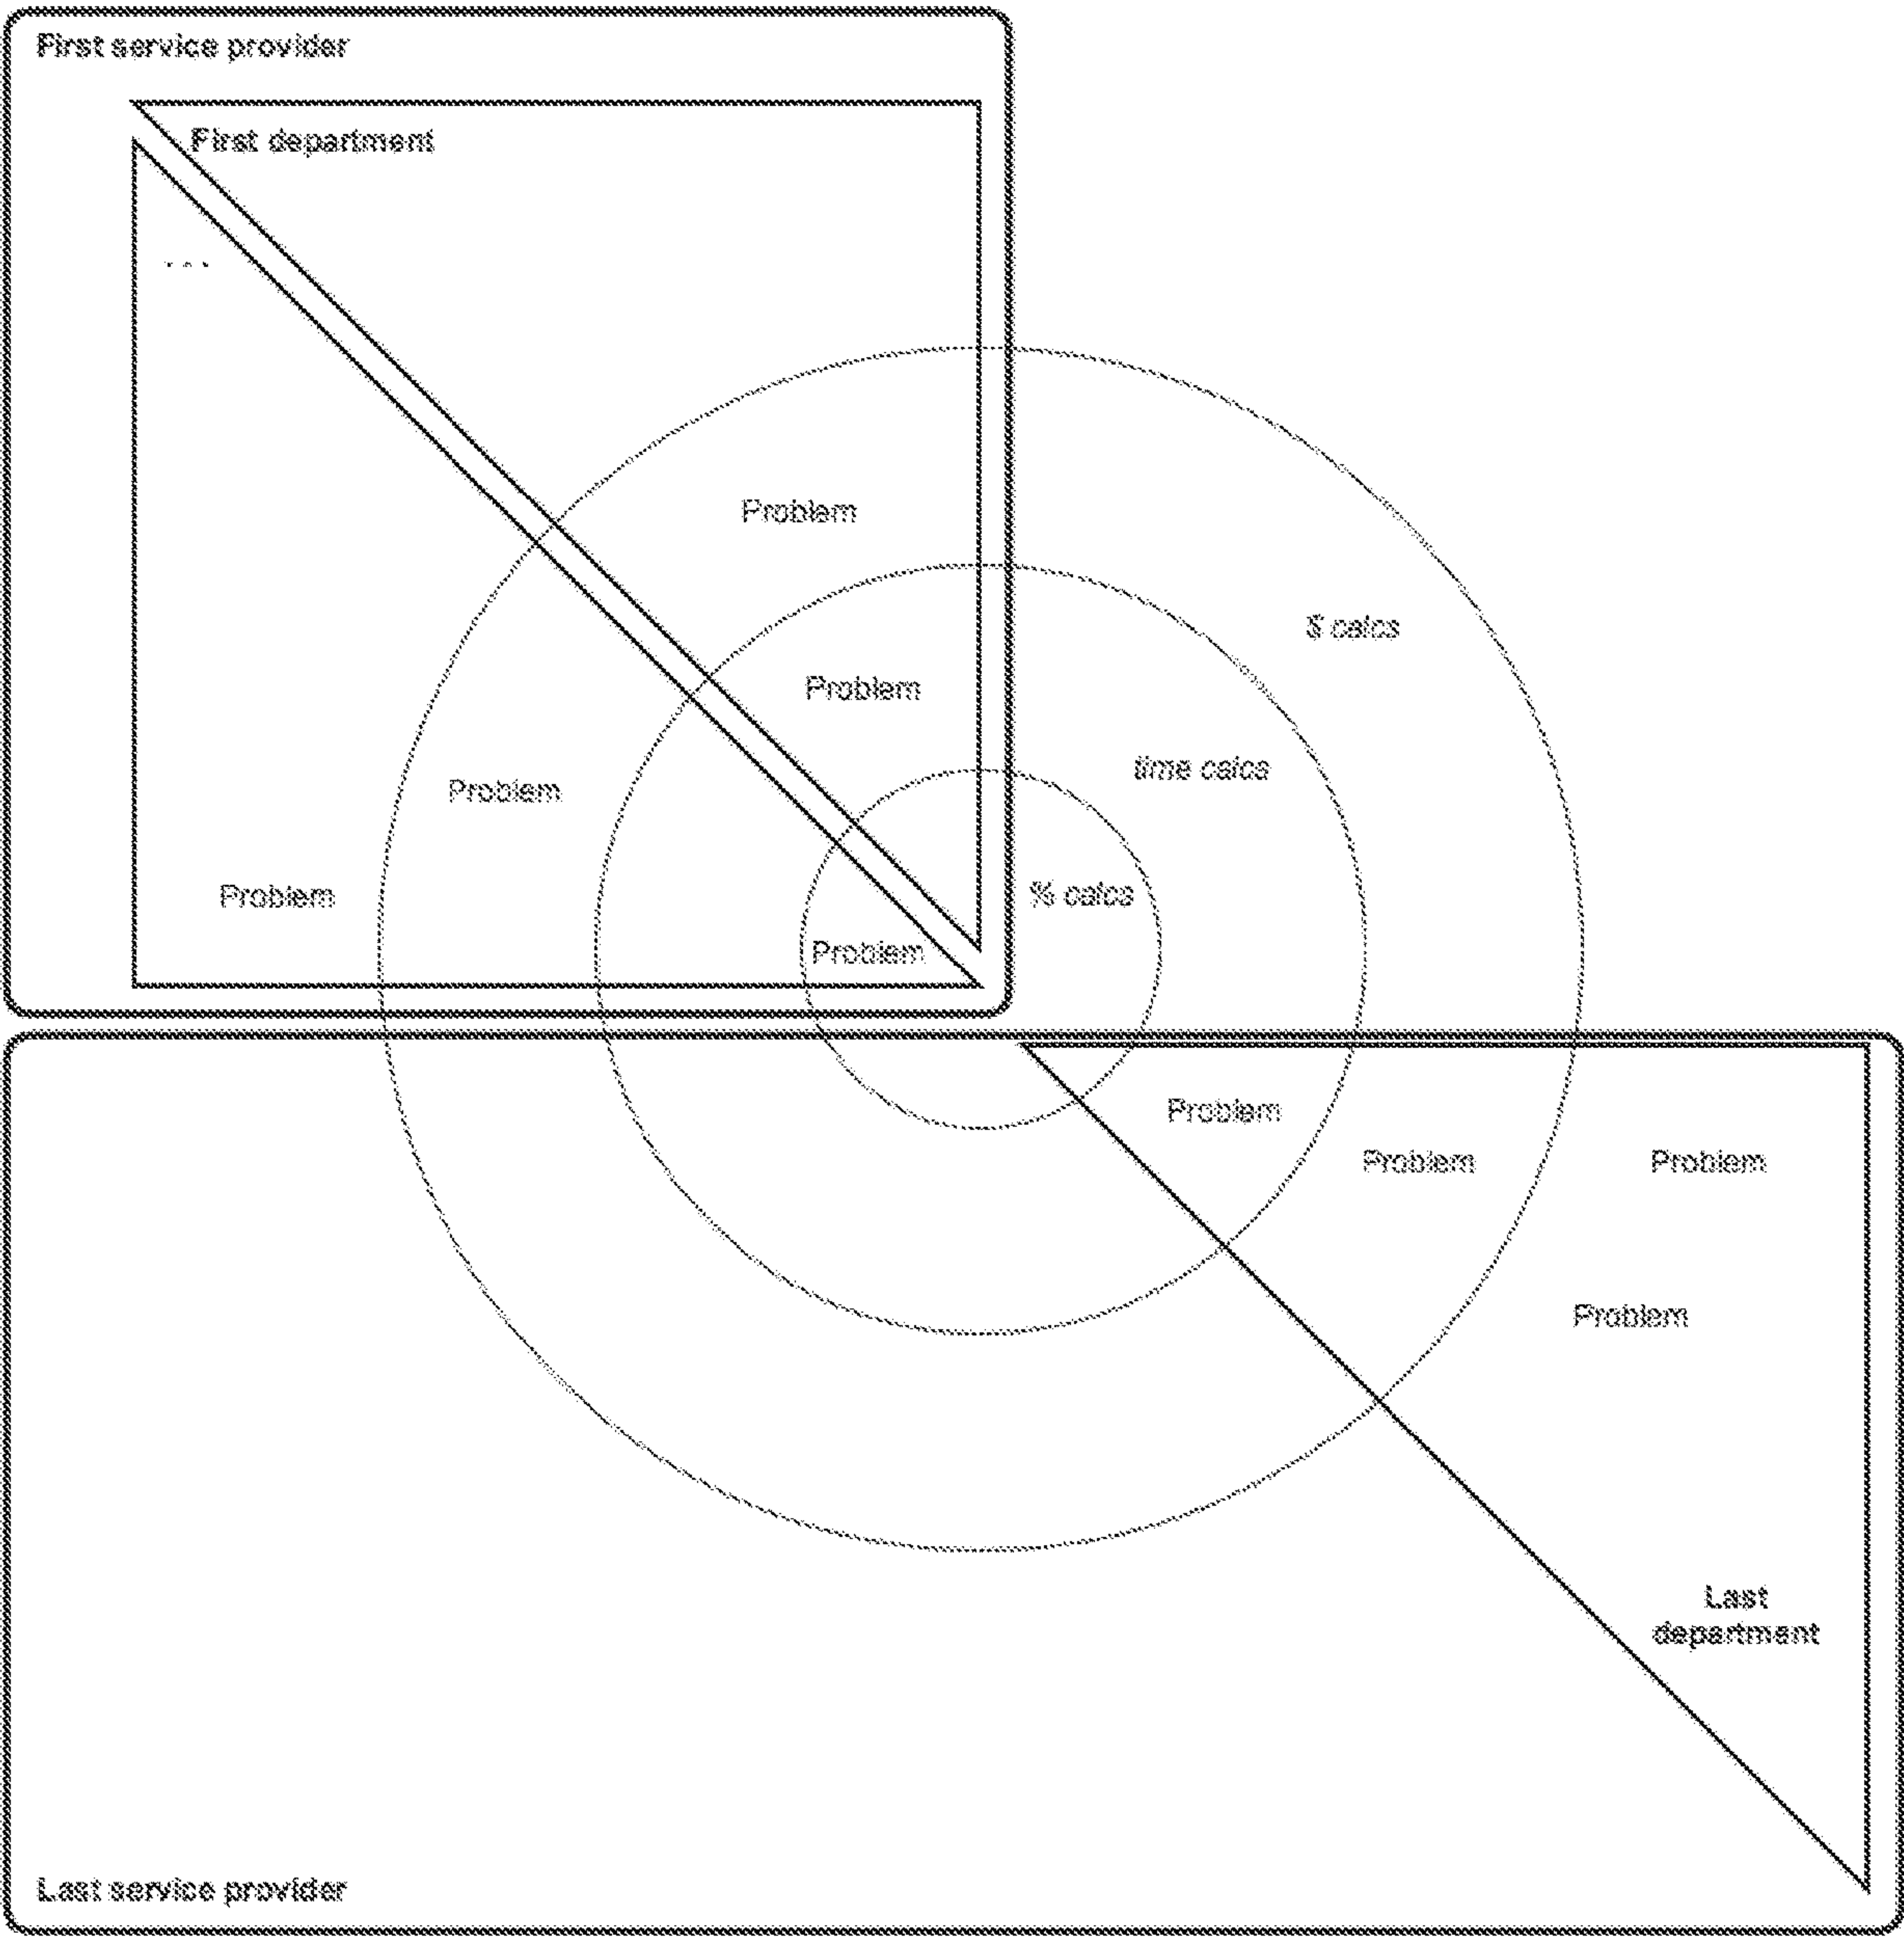 First service provider
First department
...
Problem
$ calcs
Problem
time calcs
Problem
Problem
% calcs
Problem
Problem
Problem
Problem
Problem
Last
department
Last service provider